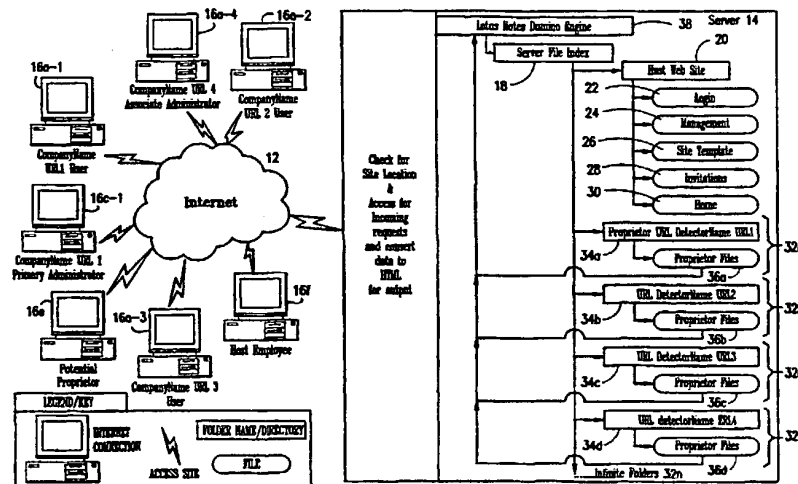 16a-4
16a-2
16a-1
CompanyName URL 4
Associate Administrator
CompanyName
URL 2 User
CompanyName
URL1 User
12
Internet
16c-1
CompanyName URL 1
Primary Administrator
16e
Potential
Proprietor
16a-3
CompanyName URL 3
User
16f
Host Employee
LEGEND/KEY
INTERNET
CONNECTION
ACCESS SITE
FOLDER NAME/DIRECTORY
FILE
Check for
Site Location
&
Access for
Incoming
requests
and convert
data to
HTML
for output
Lotus Notes Domino Engine
38
Server 14
Server File Index
18
20
Host Web Site
22
Login
24
Management
26
Site Template
28
Invitations
30
Home
Proprietor URL DetectorName URL1
34a
Proprietor Files
36a
32
URL DetectorName URL2
34b
Proprietor Files
36b
32
URL DetectorName URL3
34c
Proprietor Files
36c
32
URL detectorName
34d
Proprietor Files
36d
32
Infinite Folders 32n